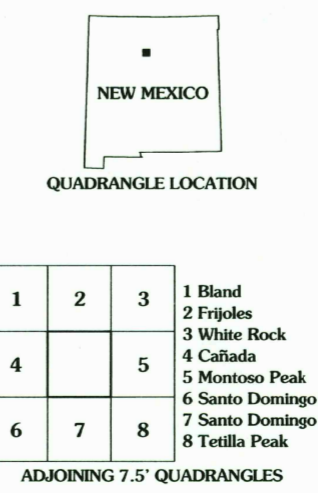 NEW MEXICO
QUADRANGLE LOCATION
1 2 3
4 5
6 7 8
1 Bland
2 Frijoles
3 White Rock
4 Cañada
5 Montoso Peak
6 Santo Domingo
7 Santo Domingo
8 Tetilla Peak
ADJOINING 7.5' QUADRANGLES